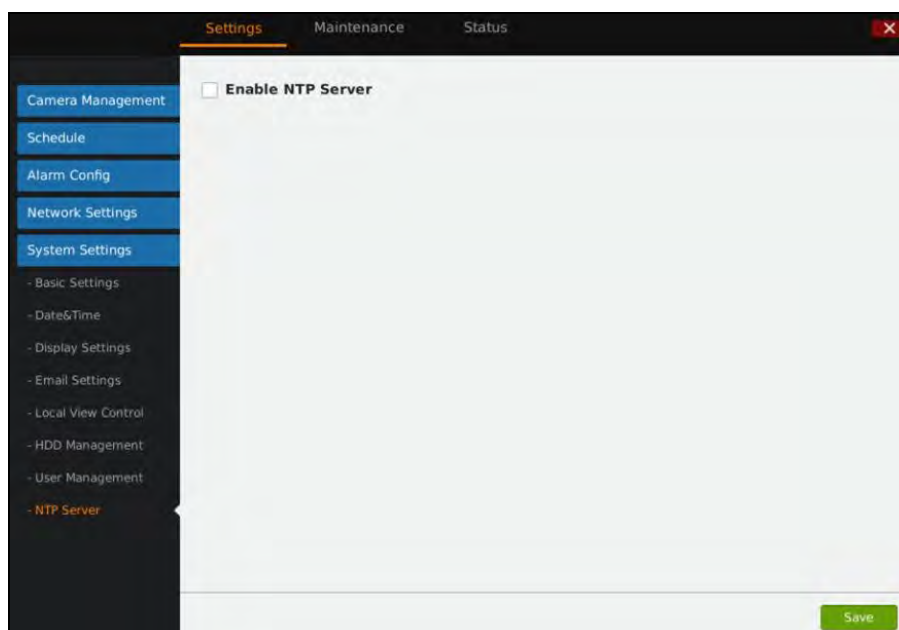 Settings Maintenance Status
Enable NTP Server
Camera Management
Schedule
Alarm Config
Network Settings
System Settings
- Basic Settings
- Date&Time
- Display Settings
- Email Settings
- Local View Control
- HDD Management
- User Management
- NTP Server
Save